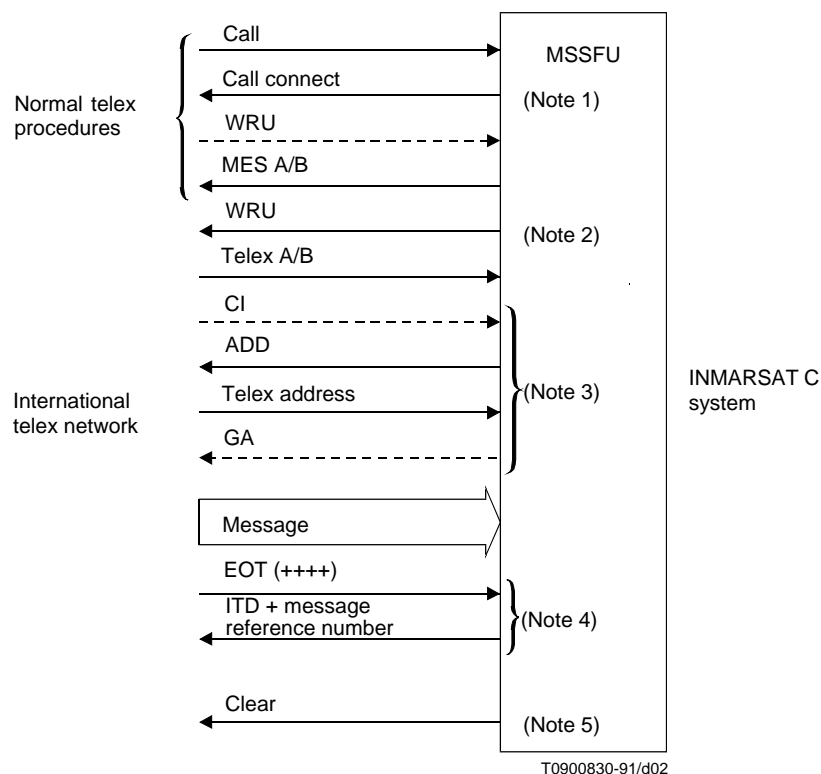 Call
MSSFU
Call connect
(Note 1)
Normal telex
procedures
WRU
MES A/B
WRU
(Note 2)
Telex A/B
CI
ADD
Telex address
(Note 3)
INMARSAT C
system
International
telex network
GA
Message
EOT (++++)
ITD + message
reference number
(Note 4)
Clear
(Note 5)
T0900830-91/d02